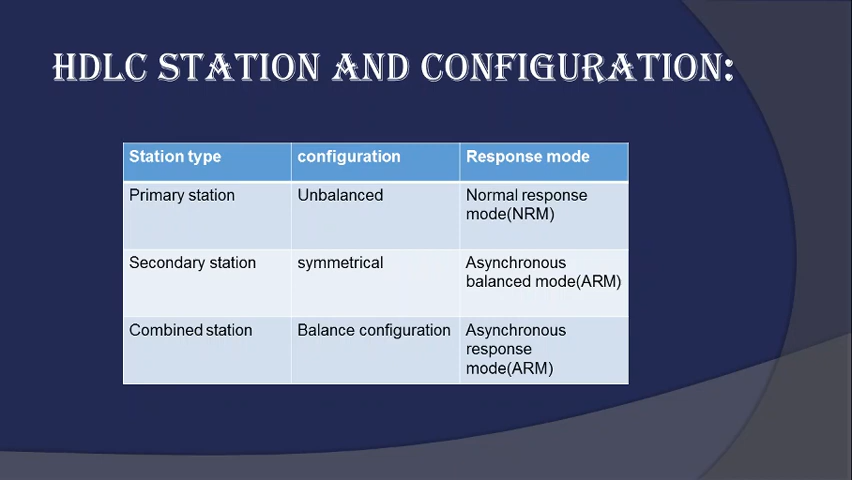 HDLC STATION AND CONFIGURATION:
Station type configuration Response mode
Primary station Unbalanced Normal response
mode(NRM)
Secondary station symmetrical Asynchronous
balanced mode(ARM)
Combined station Balance configuration Asynchronous
response
mode(ARM)